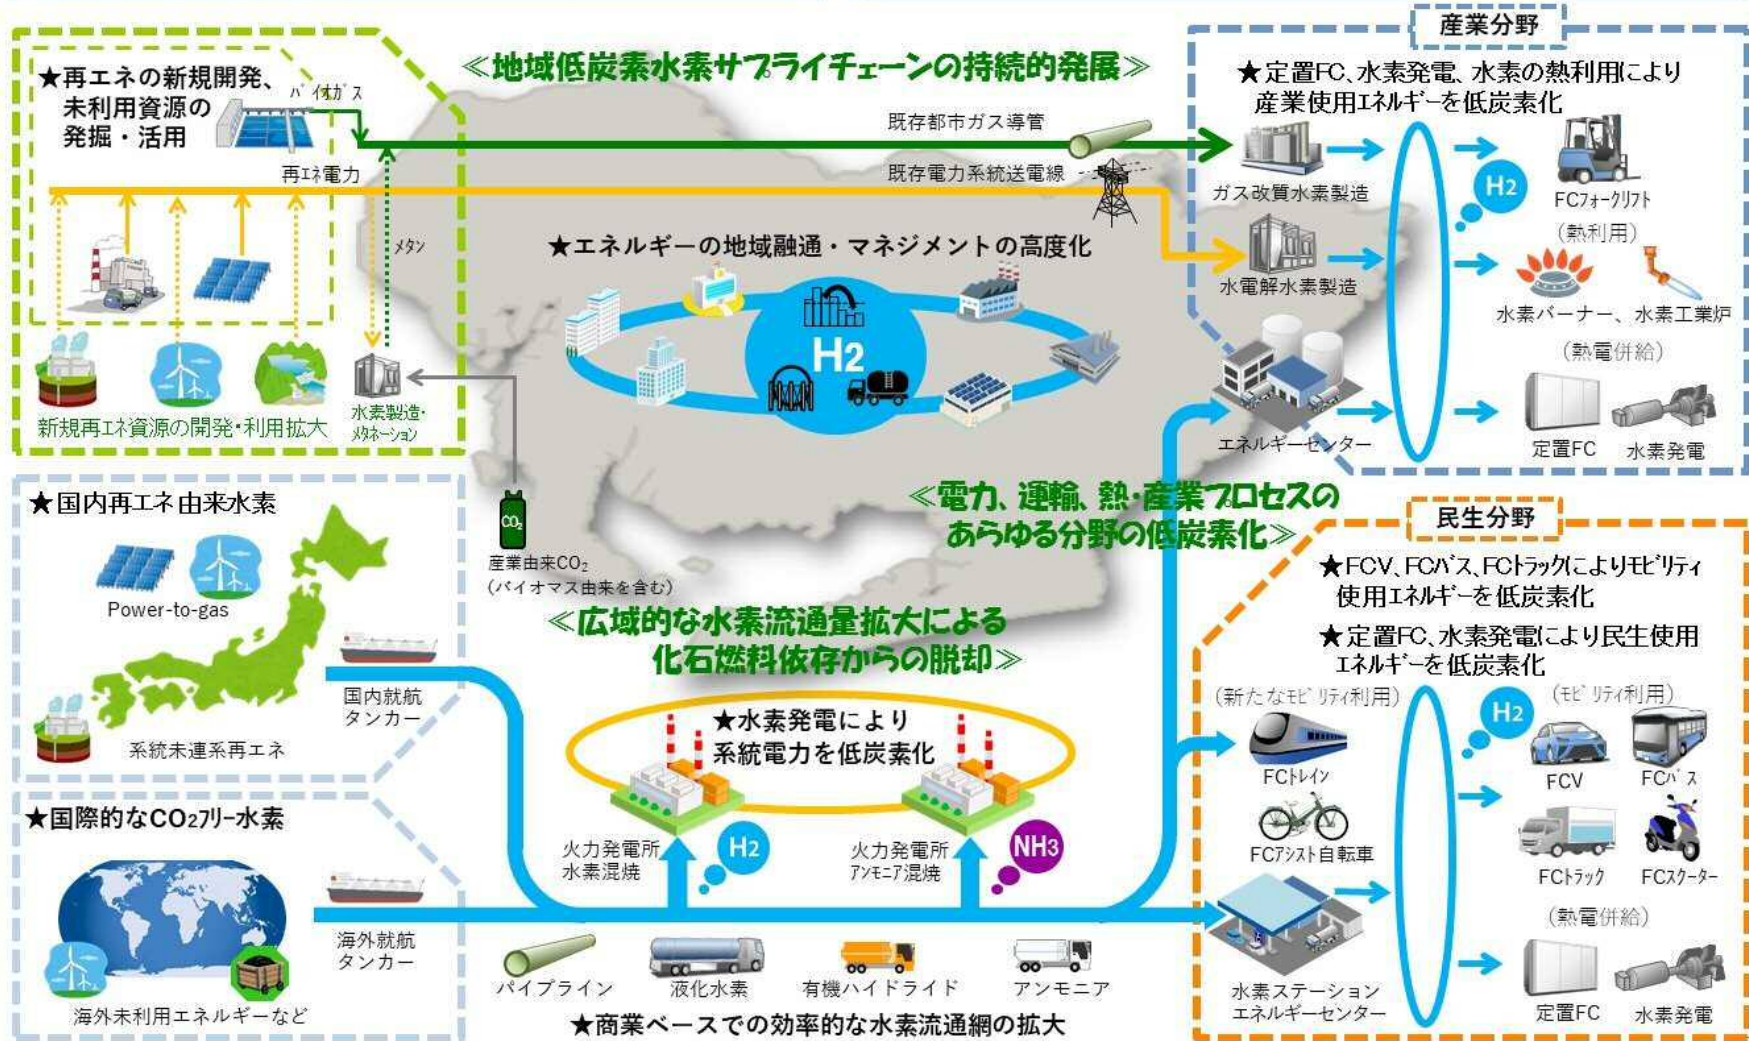 ≪地域低炭素水素サプライチェーンの持続的発展≫
★再エネの新規開発、
未利用資源の
発掘・活用
バイオガス
再エネ電力
メタン
新規再エネ資源の開発・利用拡大
水素製造・
メタネーション
既存都市ガス導管
既存電力系統送電線
★エネルギーの地域融通・マネジメントの高度化
H2
産業分野
★定置FC、水素発電、水素の熱利用により
産業使用エネルギーを低炭素化
ガス改質水素製造
水電解水素製造
エネルギーセンター
H2
FCフォークリフト
(熱利用)
水素バーナー、水素工業炉
(熱電併給)
定置FC
水素発電
★国内再エネ由来水素
Power-to-gas
系統未連系再エネ
国内就航
タンカー
CO₂
産業由来CO₂
(バイオマス由来を含む)
≪電力、運輸、熱・産業プロセスの
あらゆる分野の低炭素化≫
≪広域的な水素流通量拡大による
化石燃料依存からの脱却≫
★水素発電により
系統電力を低炭素化
火力発電所
水素混焼
H2
火力発電所
アンモニア混焼
NH3
★国際的なCO₂フリー水素
海外未利用エネルギーなど
海外就航
タンカー
パイプライン
液化水素
有機ハイドライド
アンモニア
★商業ベースでの効率的な水素流通網の拡大
民生分野
★FCV、FCバス、FCトラックによりモビリティ
使用エネルギーを低炭素化
★定置FC、水素発電により民生使用
エネルギーを低炭素化
(新たなモビリティ利用)
FCトレイン
FCアシスト自転車
水素ステーション
エネルギーセンター
H2
(モビリティ利用)
FCV
FCバス
FCトラック
FCスクーター
(熱電併給)
定置FC
水素発電